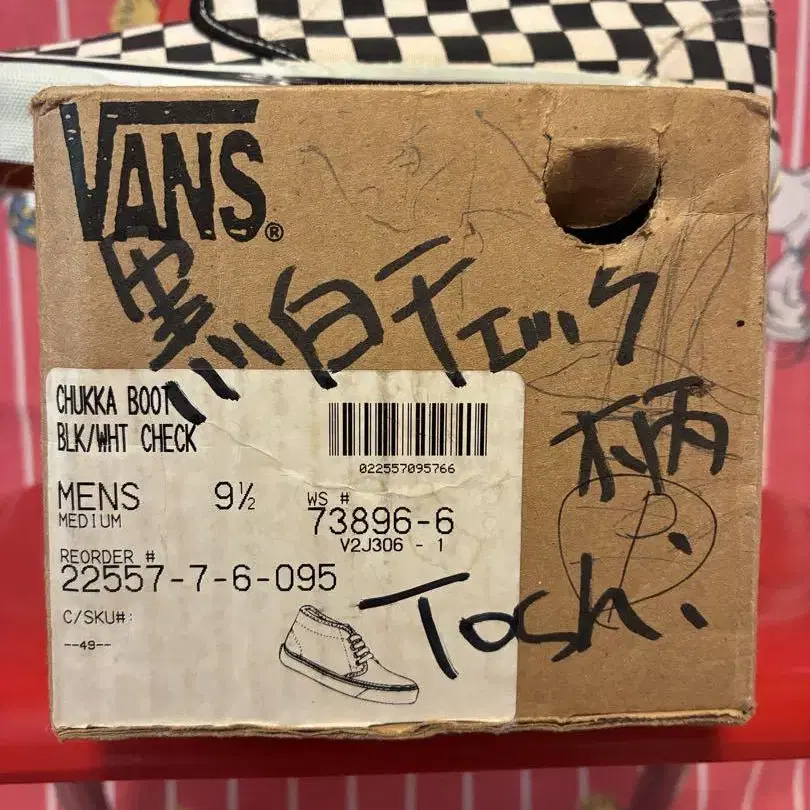 VANS®
黒白チェック
柄
CHUKKA BOOT
BLK/WHT CHECK
022557095766
MENS 9½
MEDIUM
WS #
73896-6
V2J306 - 1
REORDER #
22557-7-6-095
C/SKU#:
--49--
P
Toshi